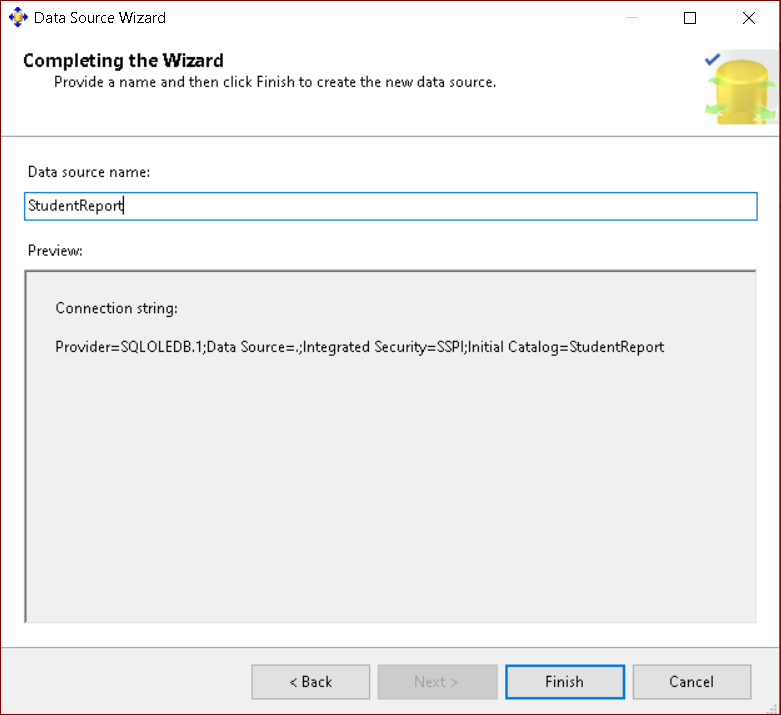 Data Source Wizard
Completing the Wizard
Provide a name and then click Finish to create the new data source.
Data source name:
StudentReport
Preview:
Connection string:
Provider=SQLOLEDB.1;Data Source=.;Integrated Security=SSPI;Initial Catalog=StudentReport
< Back
Next >
Finish
Cancel